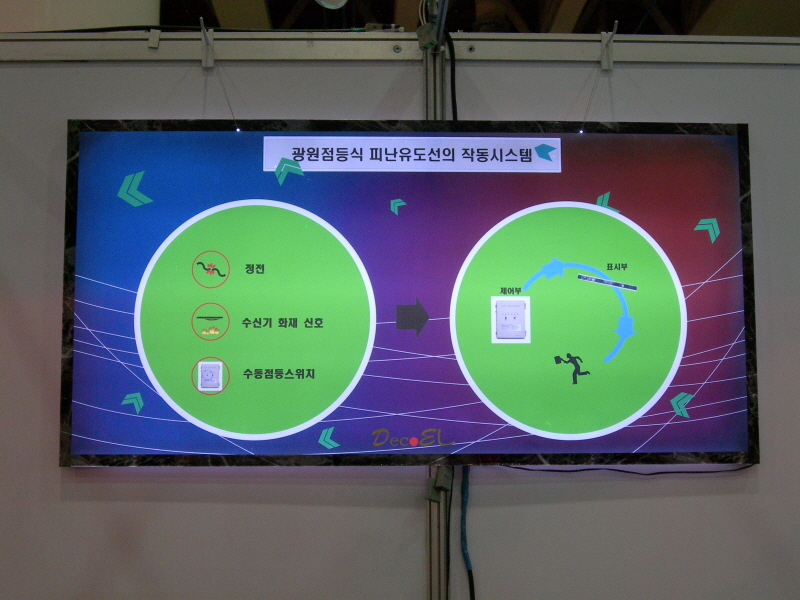 광원점등식 피난유도선의 작동시스템
정전
수신기 화재 신호
수동점등스위치
표시부
제어부
DecoEL